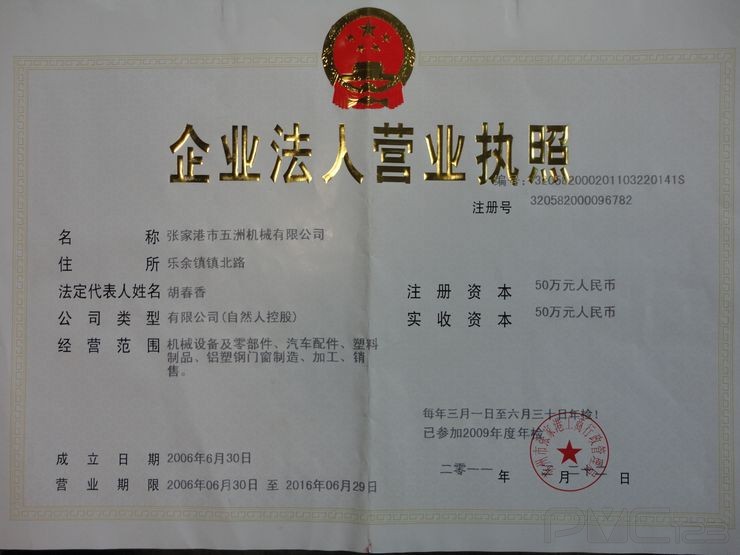 企业法人营业执照
编号:320582000201103220141S
注册号 320582000096782
名称 张家港市五洲机械有限公司
住所 乐余镇镇北路
法定代表人姓名 胡春香
注册资本 50万元人民币
公司类型 有限公司(自然人控股)
实收资本 50万元人民币
经营范围 机械设备及零部件、汽车配件、塑料
制品、铝塑钢门窗制造、加工、销
售。
每年三月一日至六月三十日年检!
已参加2009年度年检
成立日期 2006年6月30日
二零一一 年 月 日
营业期限 2006年06月30日 至 2016年06月29日